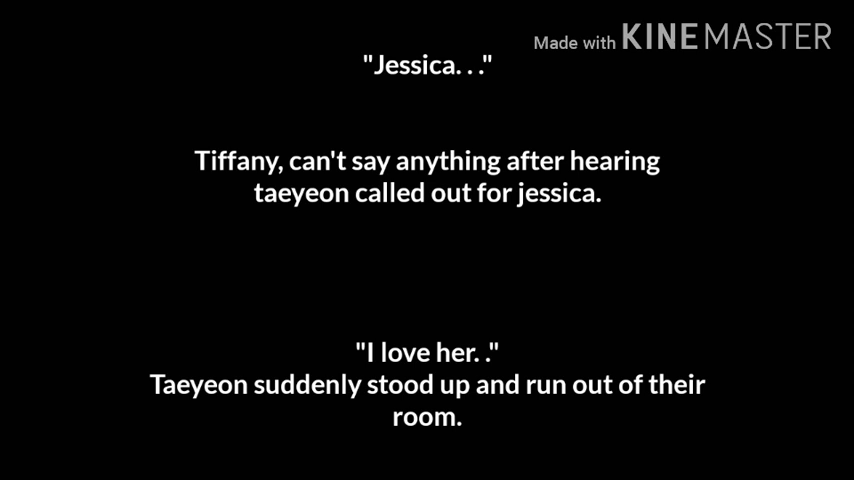 Made with KINEMASTER
"Jessica. . ."
Tiffany, can't say anything after hearing
taeyeon called out for jessica.
"I love her. ."
Taeyeon suddenly stood up and run out of their
room.